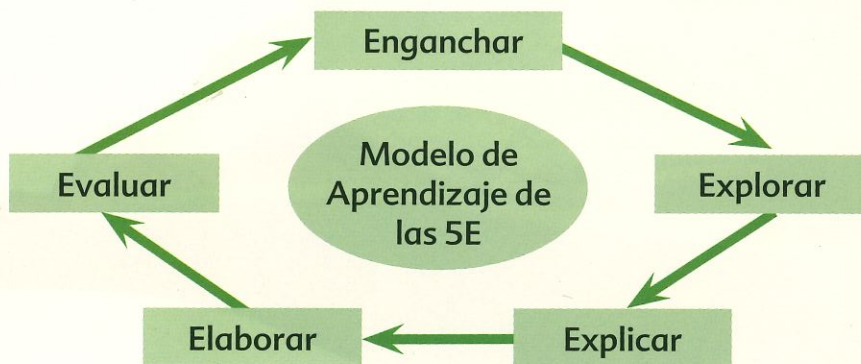 Enganchar
Modelo de
Aprendizaje de
las 5E
Evaluar
Explorar
Elaborar
Explicar